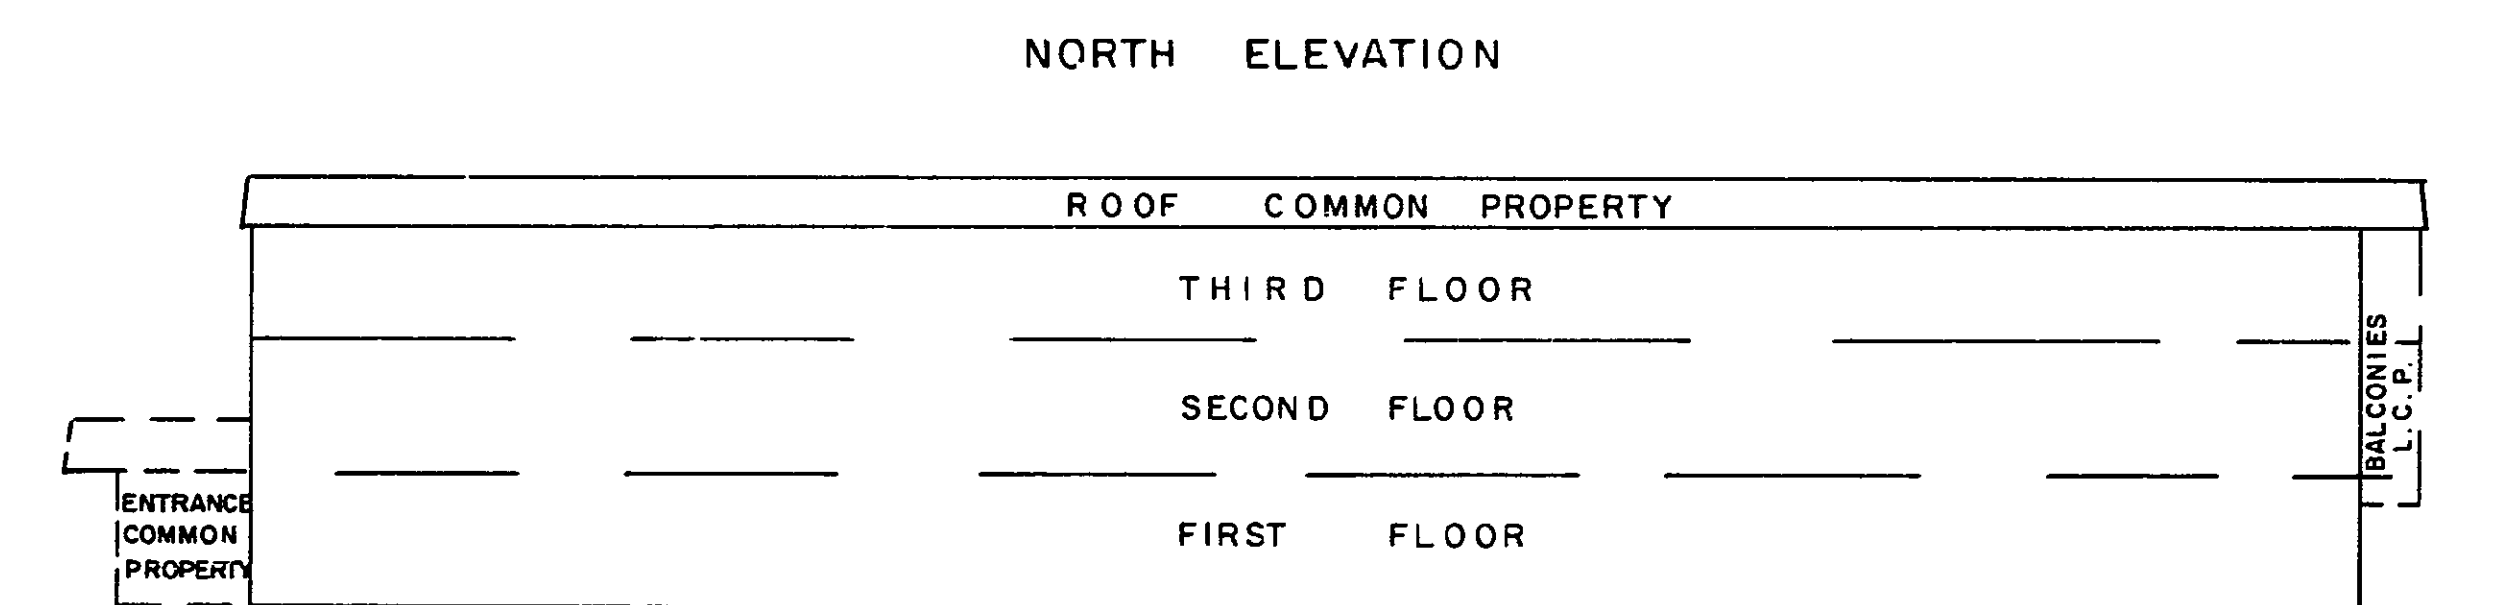 NORTH ELEVATION
ROOF COMMON PROPERTY
THIRD FLOOR
BALCONIES
L.C.P.
SECOND FLOOR
ENTRANCE
COMMON
PROPERTY
FIRST FLOOR